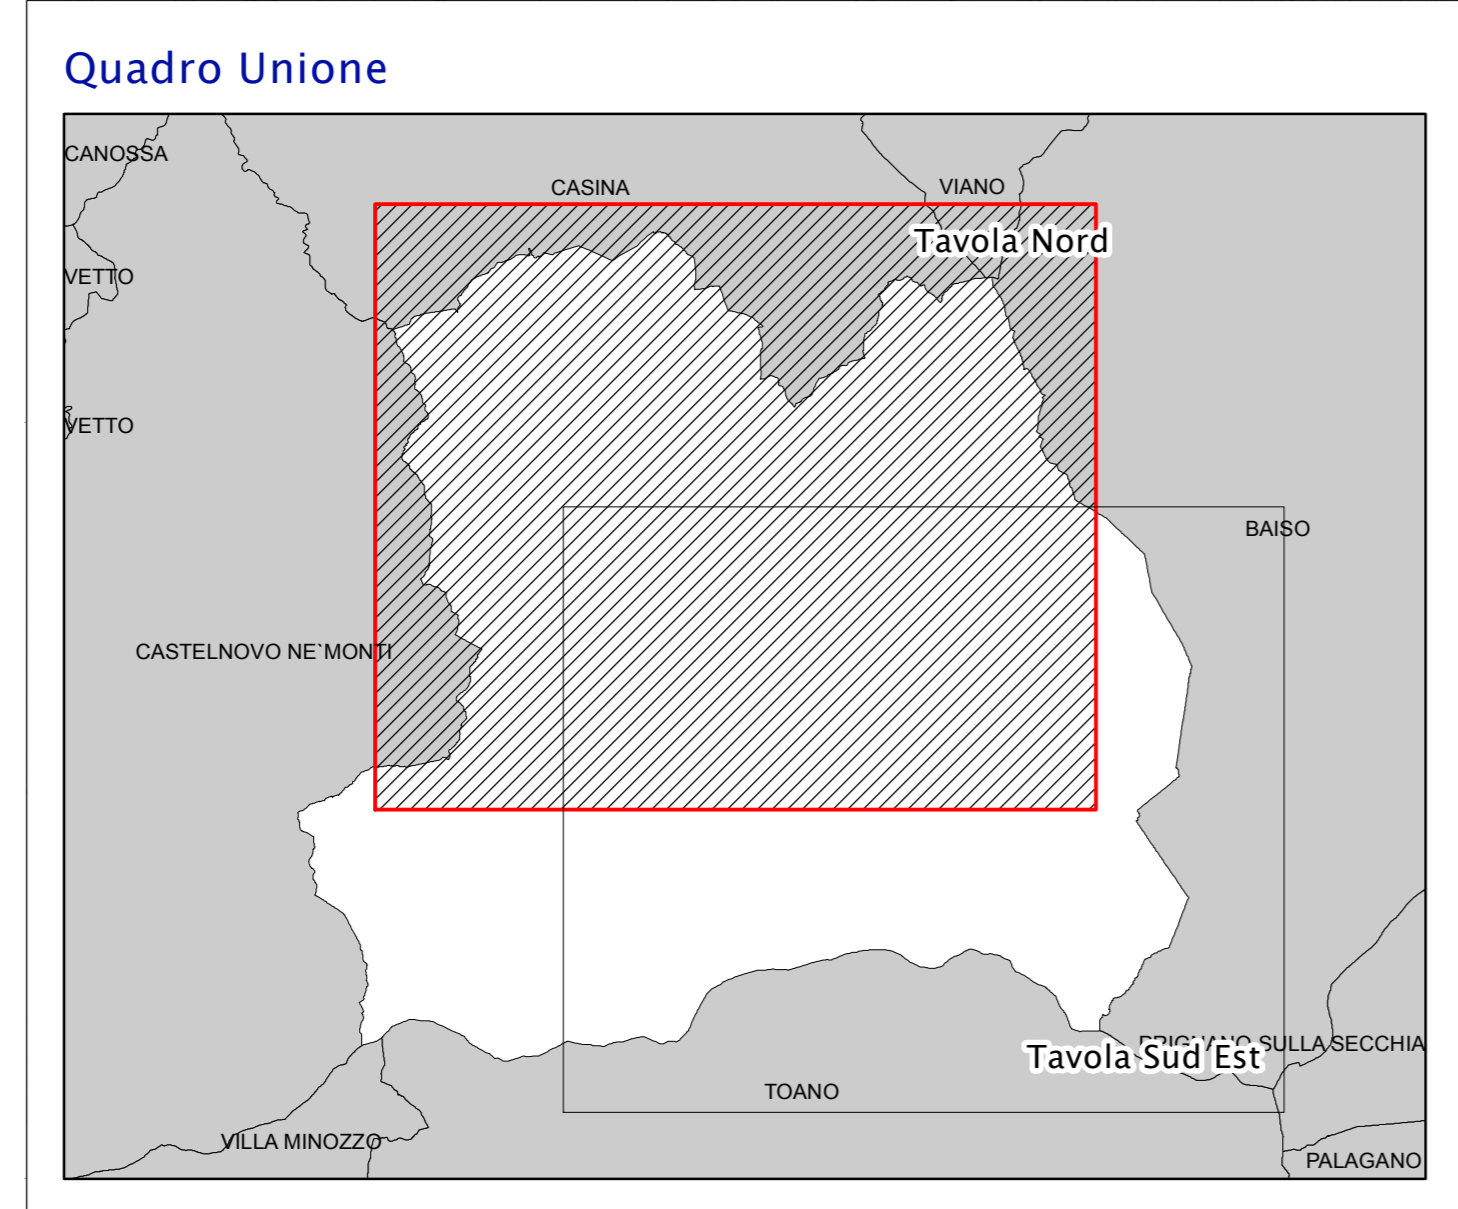 Quadro Unione
CANOSSA
CASINA
VIANO
Tavola Nord
VETTO
VETTO
BAISO
CASTELNOVO NE`MONTI
PRIGNANO SULLA SECCHIA
Tavola Sud Est
TOANO
VILLA MINOZZO
PALAGANO